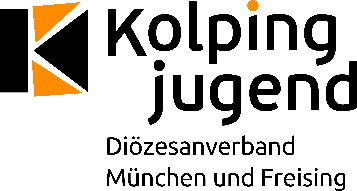 Kolping
jugend
Diözesanverband
München und Freising